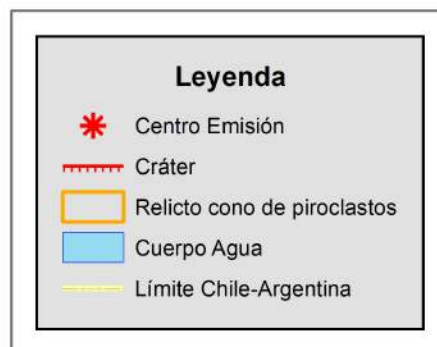 Leyenda
Centro Emisión
Cráter
Relicto cono de piroclastos
Cuerpo Agua
Límite Chile-Argentina